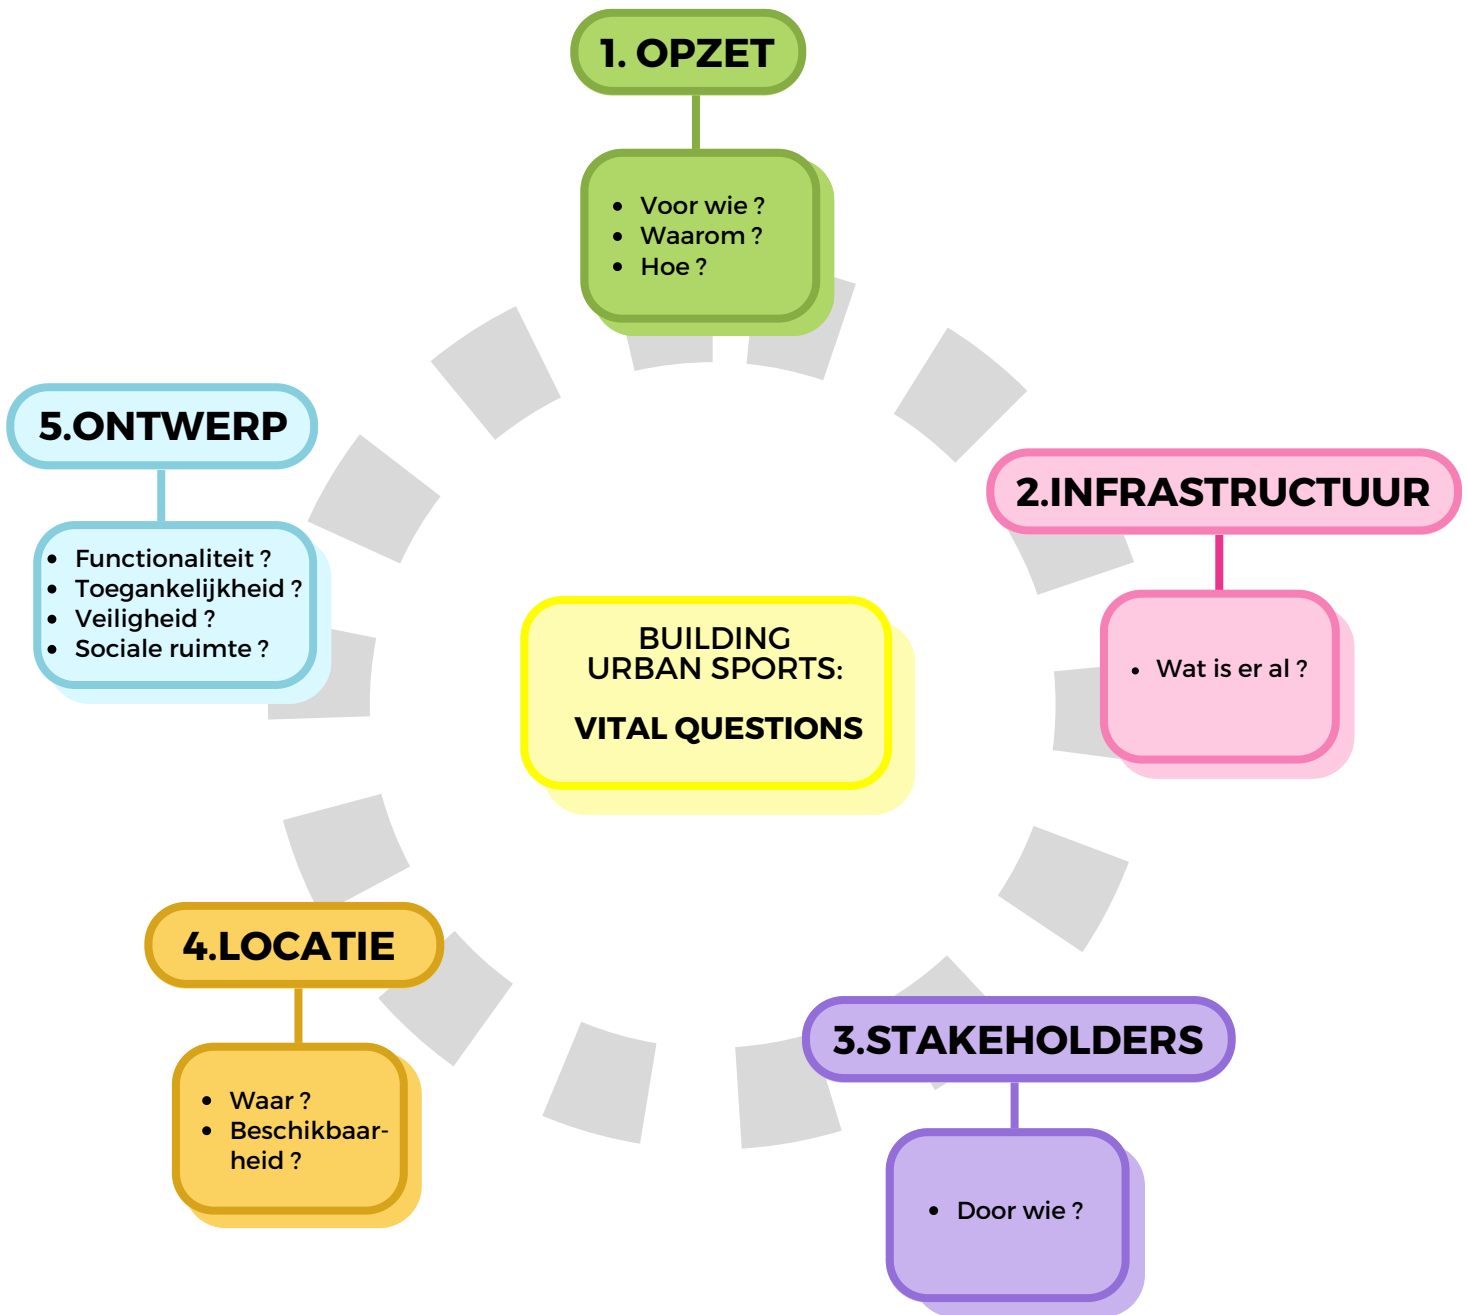 1. OPZET
Voor wie ?
Waarom ?
Hoe ?
2.INFRASTRUCTUUR
Wat is er al ?
3.STAKEHOLDERS
Door wie ?
4.LOCATIE
Waar ?
Beschikbaar-
heid ?
5.ONTWERP
Functionaliteit ?
Toegankelijkheid ?
Veiligheid ?
Sociale ruimte ?
BUILDING
URBAN SPORTS:
VITAL QUESTIONS